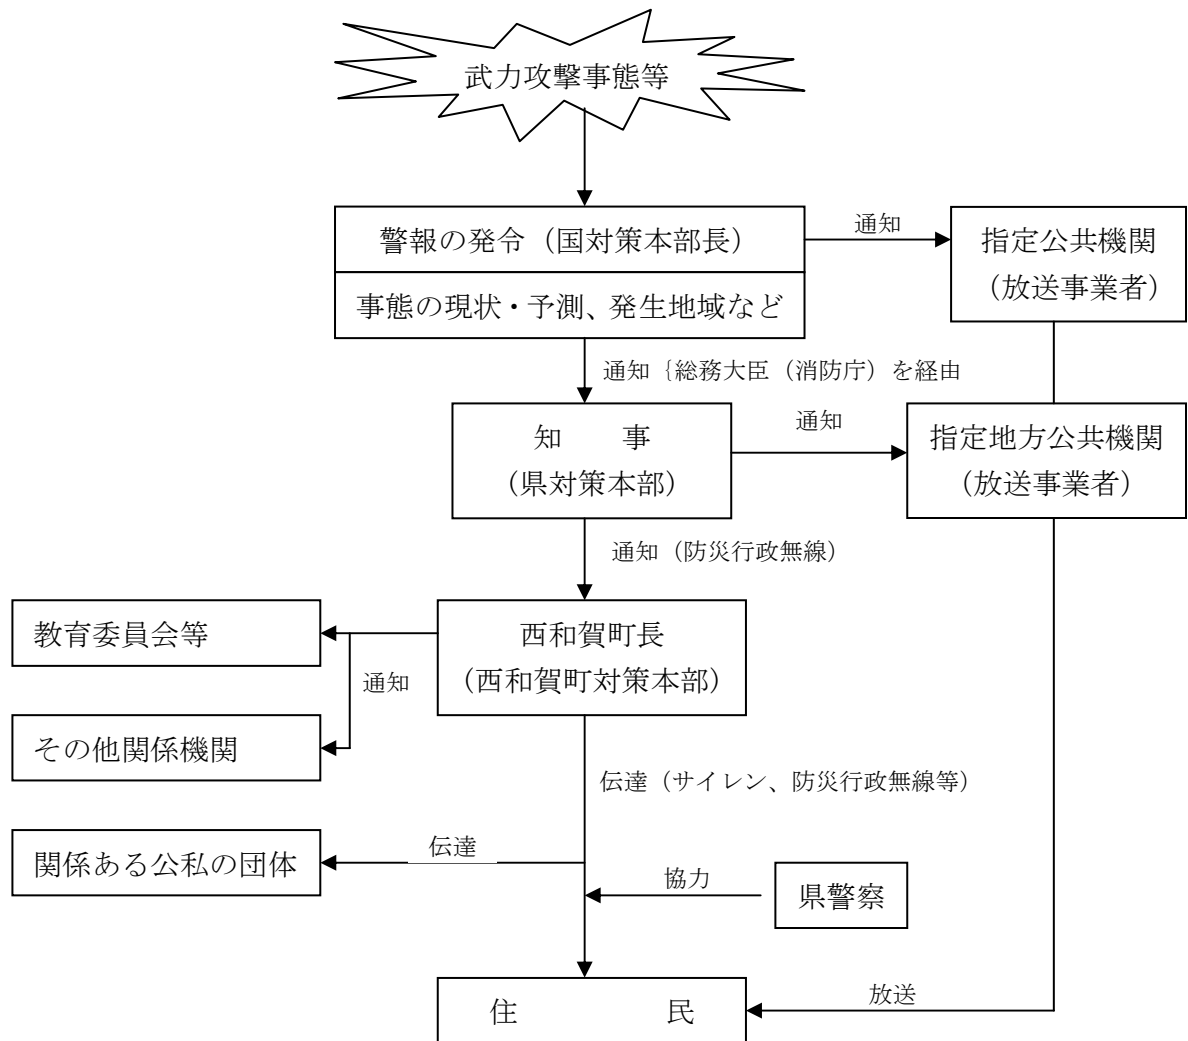 武力攻撃事態等
警報の発令（国対策本部長）
通知
指定公共機関
（放送事業者）
事態の現状・予測、発生地域など
通知｛総務大臣（消防庁）を経由
知　　事
（県対策本部）
通知
指定地方公共機関
（放送事業者）
通知（防災行政無線）
教育委員会等
西和賀町長
（西和賀町対策本部）
通知
その他関係機関
伝達（サイレン、防災行政無線等）
関係ある公私の団体
伝達
協力
県警察
放送
住　　　　　民